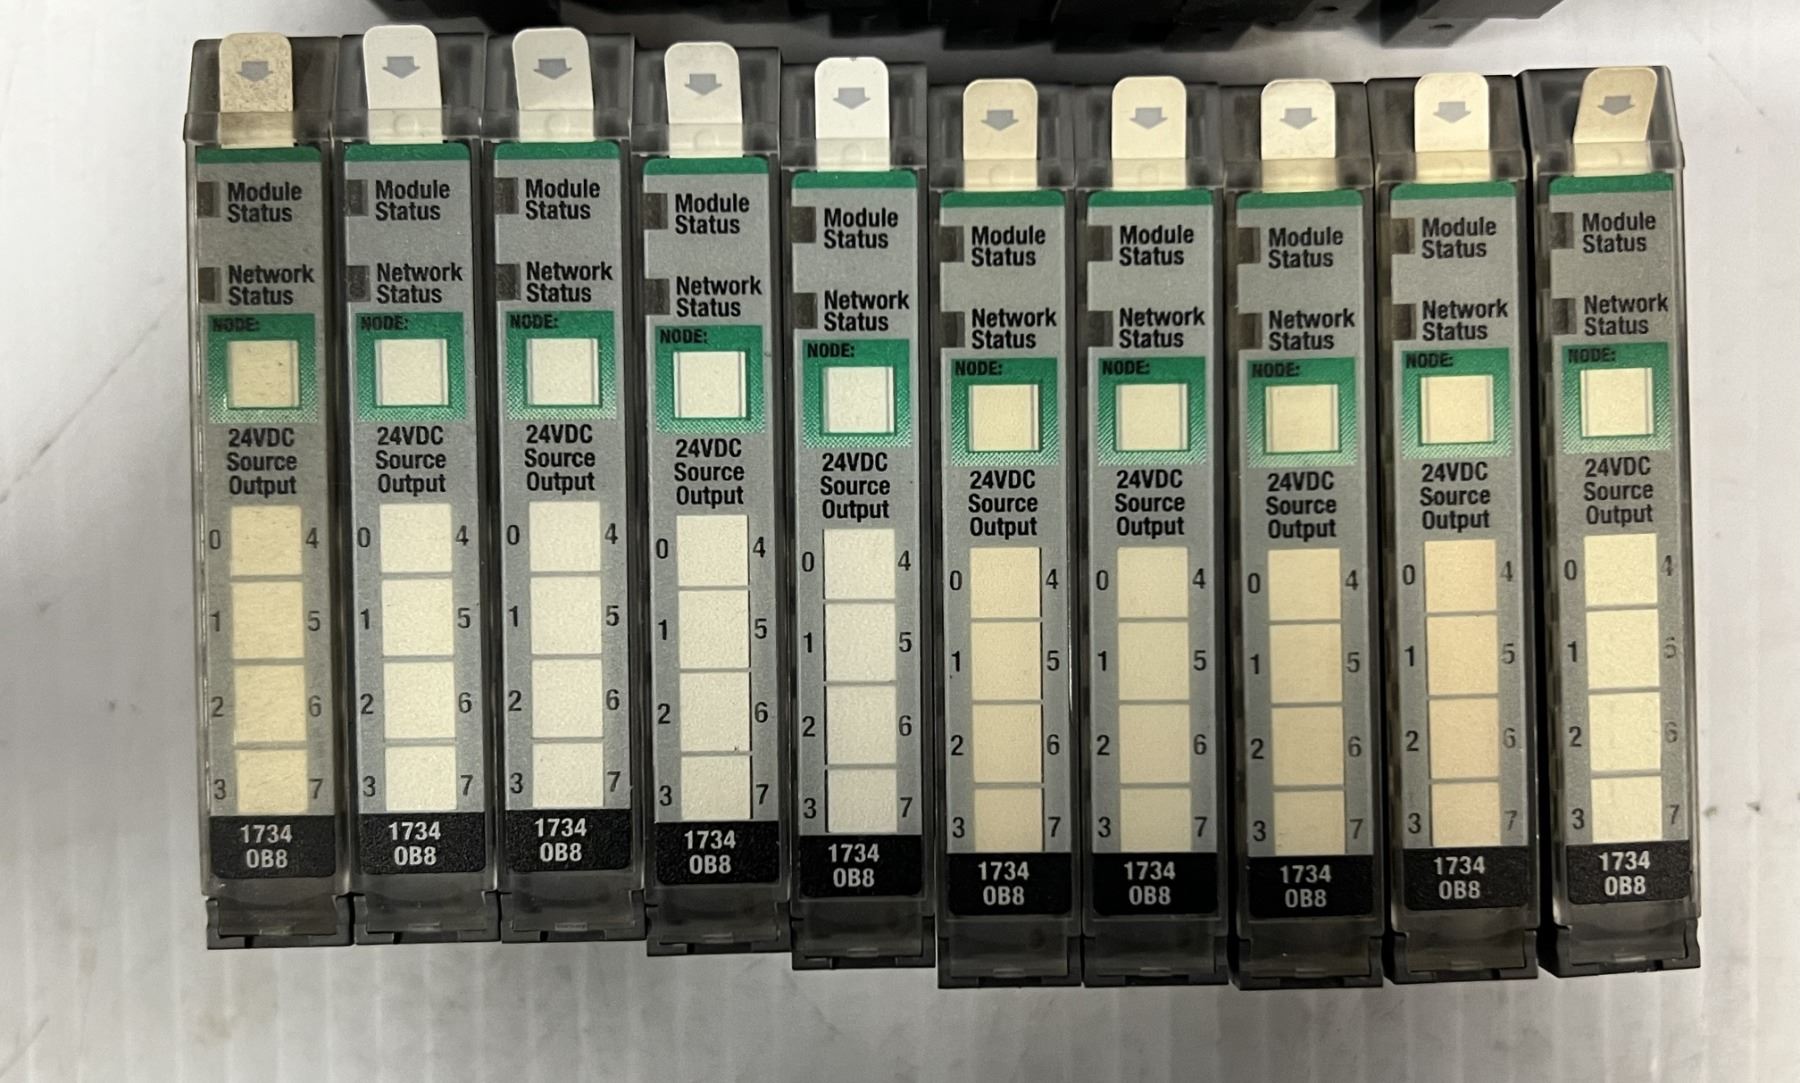 Module
Status
Network
Status
NODE:
24VDC
Source
Output
0 4
1 5
2 6
3 7
1734
OB8
Module
Status
Network
Status
NODE:
24VDC
Source
Output
0 4
1 5
2 6
3 7
1734
OB8
Module
Status
Network
Status
NODE:
24VDC
Source
Output
0 4
1 5
2 6
3 7
1734
OB8
Module
Status
Network
Status
NODE:
24VDC
Source
Output
0 4
1 5
2 6
3 7
1734
OB8
Module
Status
Network
Status
NODE:
24VDC
Source
Output
0 4
1 5
2 6
3 7
1734
OB8
Module
Status
Network
Status
NODE:
24VDC
Source
Output
0 4
1 5
2 6
3 7
1734
OB8
Module
Status
Network
Status
NODE:
24VDC
Source
Output
0 4
1 5
2 6
3 7
1734
OB8
Module
Status
Network
Status
NODE:
24VDC
Source
Output
0 4
1 5
2 6
3 7
1734
OB8
Module
Status
Network
Status
NODE:
24VDC
Source
Output
0 4
1 5
2 6
3 7
1734
OB8
Module
Status
Network
Status
NODE:
24VDC
Source
Output
0 4
1 5
2 6
3 7
1734
OB8